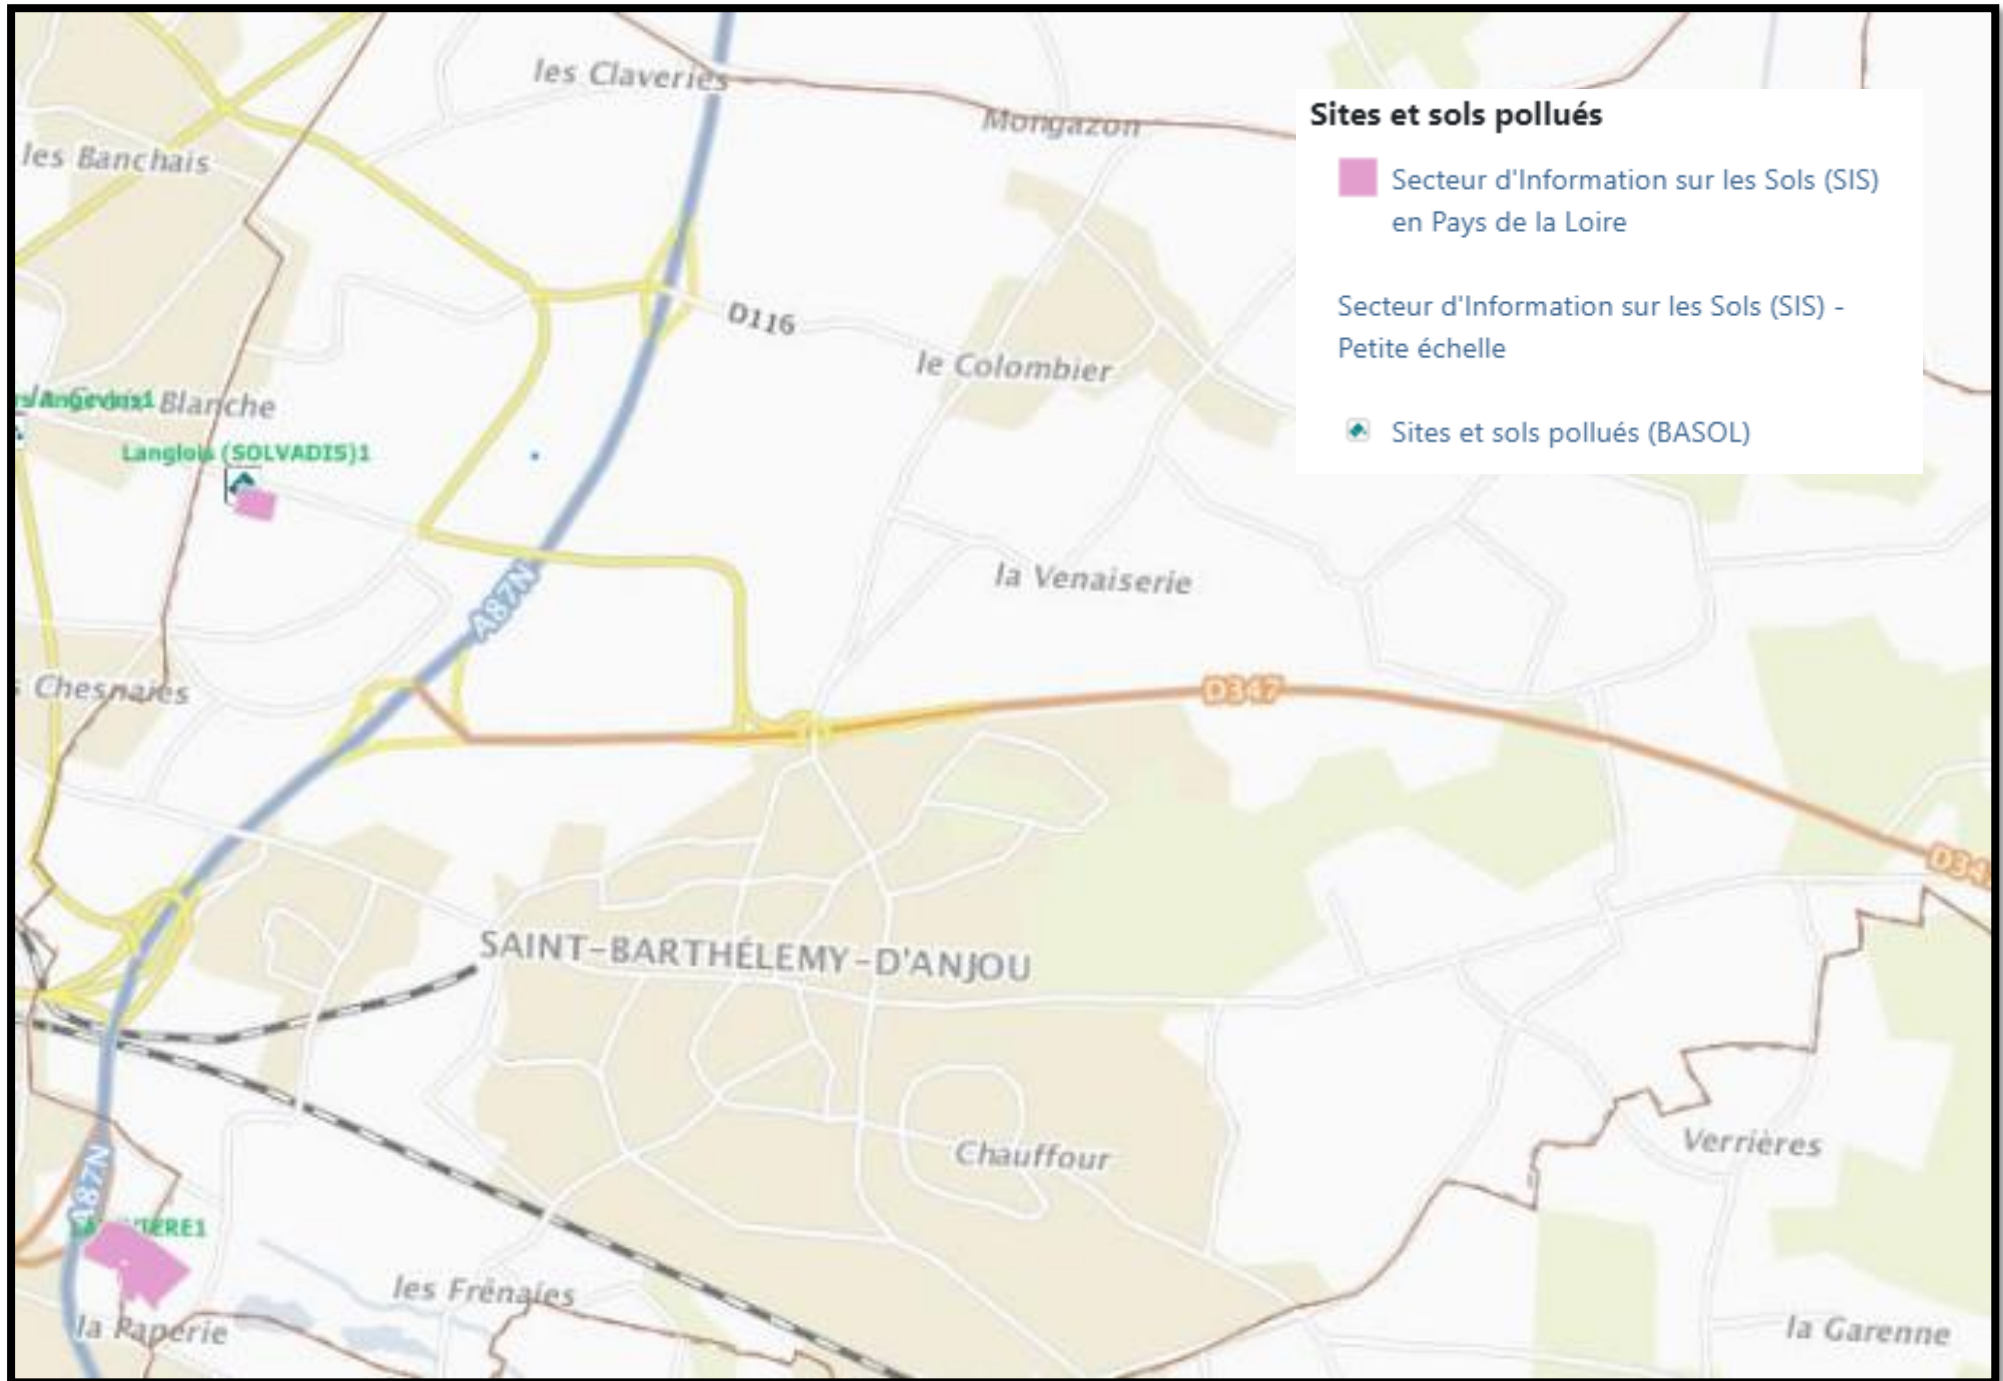 les Claveries
Mongazon
Sites et sols pollués
les Banchais
Secteur d'Information sur les Sols (SIS)
en Pays de la Loire
D116
Secteur d'Information sur les Sols (SIS) -
Petite échelle
le Colombier
Blanche
Sites et sols pollués (BASOL)
Langlois (SOLVADIS)1
A87N
la Venaiserie
Chesnaies
D347
SAINT-BARTHÉLEMY-D'ANJOU
Chauffour
Verrières
A87N
les Frênaies
la Paperie
la Garenne